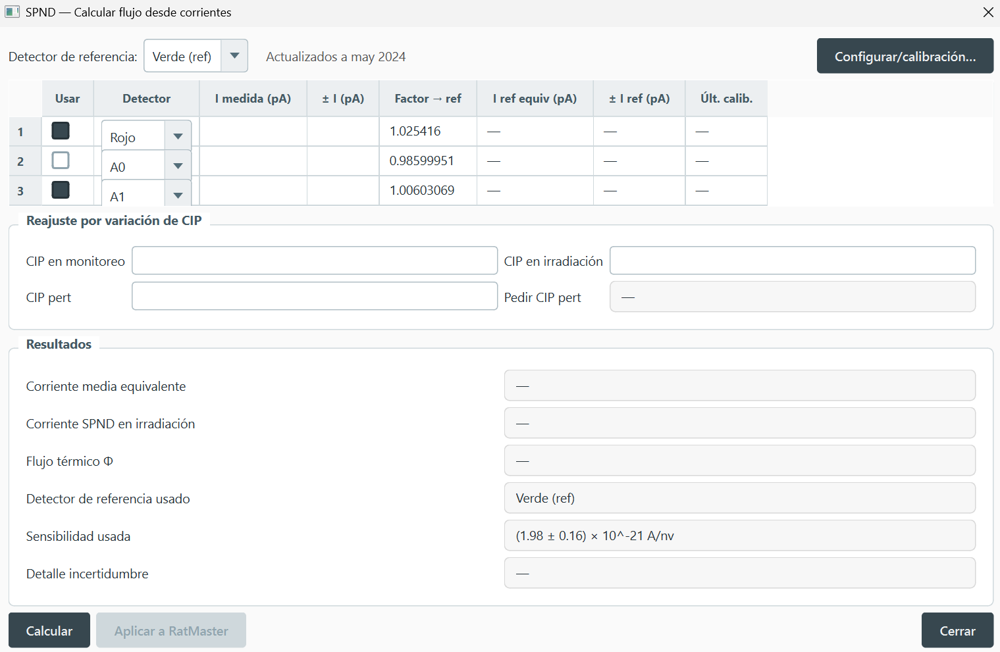 SPND — Calcular flujo desde corrientes
Detector de referencia: Verde (ref) Actualizados a may 2024 Configurar/calibración...
Usar Detector I medida (pA) ± I (pA) Factor → ref I ref equiv (pA) ± I ref (pA) Últ. calib.
1 Rojo 1.025416 — — —
2 A0 0.98599951 — — —
3 A1 1.00603069 — — —
Reajuste por variación de CIP
CIP en monitoreo CIP en irradiación
CIP pert Pedir CIP pert —
Resultados
Corriente media equivalente —
Corriente SPND en irradiación —
Flujo térmico Φ —
Detector de referencia usado Verde (ref)
Sensibilidad usada (1.98 ± 0.16) × 10^-21 A/nv
Detalle incertidumbre —
Calcular Aplicar a RatMaster Cerrar